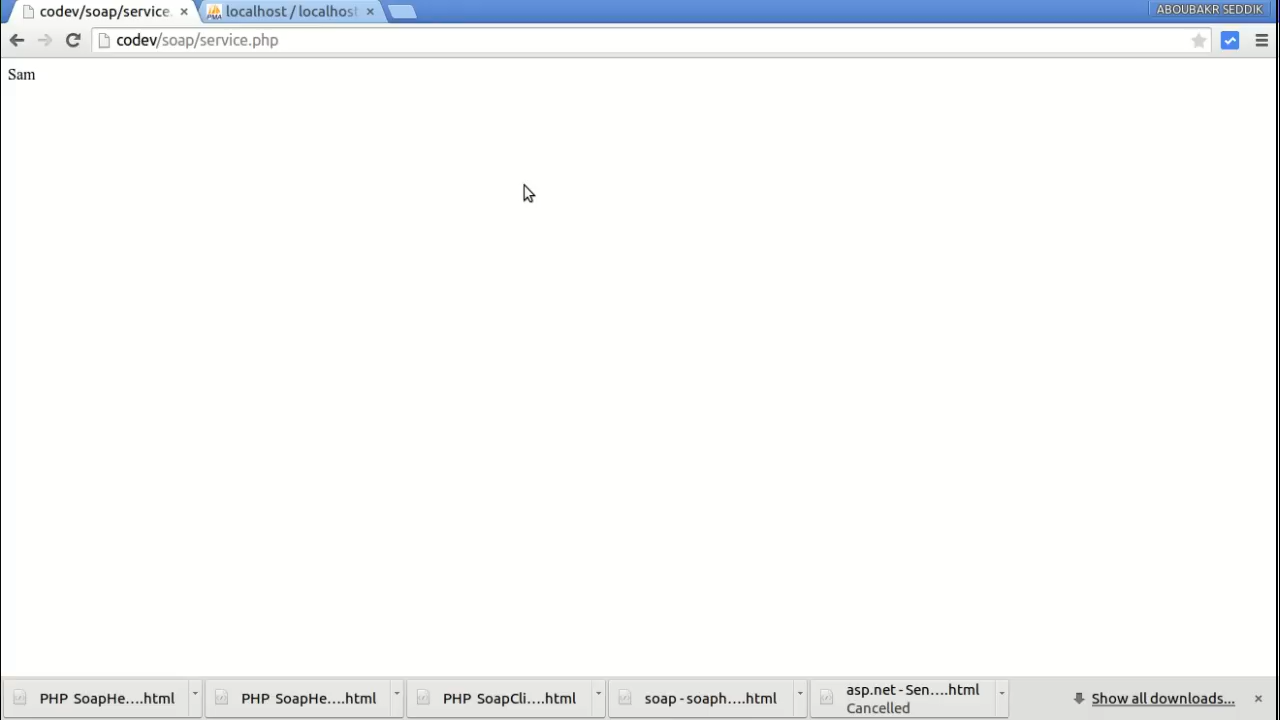 codev/soap/service.
localhost / localhost
ABOUBAKR SEDDIK
codev/soap/service.php
Sam
PHP SoapHe....html
PHP SoapHe....html
PHP SoapCli....html
soap - soaph....html
asp.net - Sen....html
Cancelled
Show all downloads...